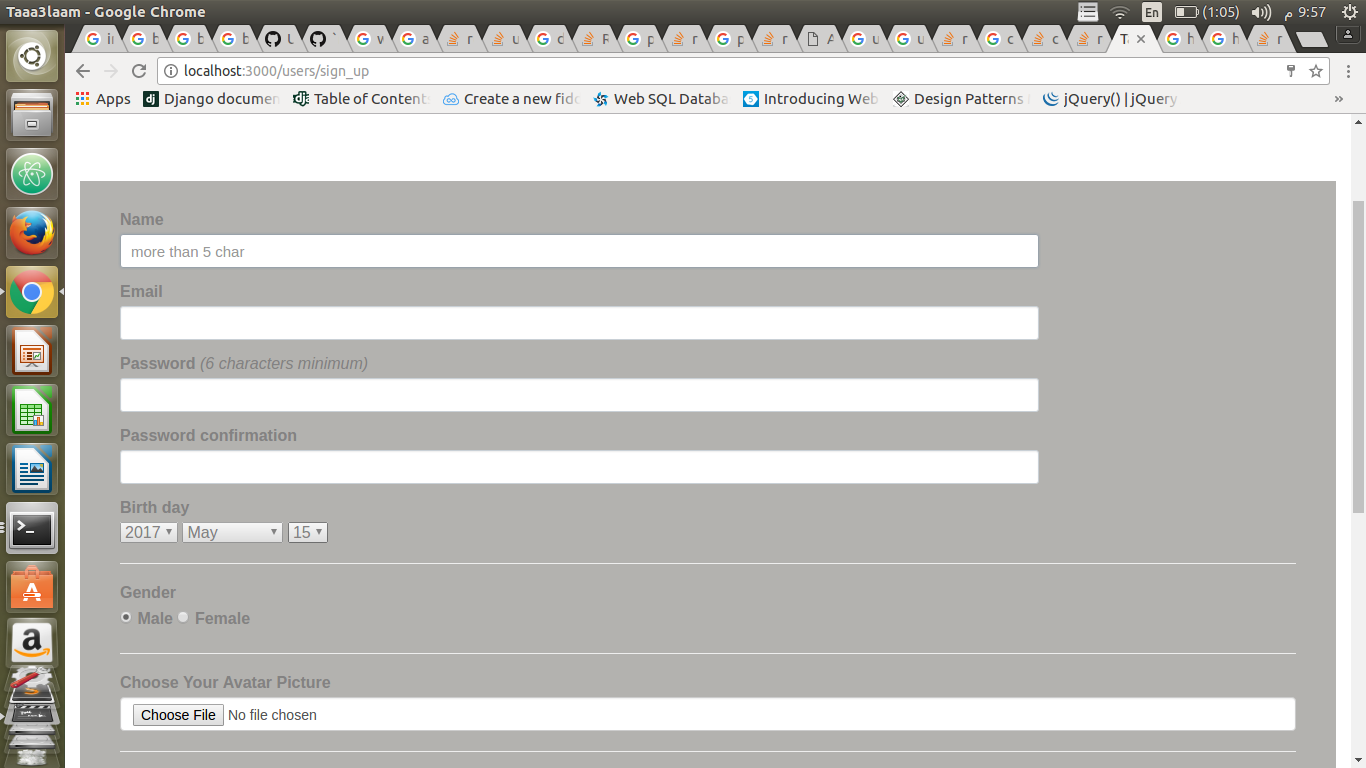 Taaa3laam - Google Chrome
En (1:05) 9:57 م
localhost:3000/users/sign_up
Apps Django documen Table of Content Create a new fido Web SQL Databa Introducing Web Design Patterns jQuery() | jQuery »
Name
more than 5 char
Email
Password (6 characters minimum)
Password confirmation
Birth day
2017 May 15
Gender
Male Female
Choose Your Avatar Picture
Choose File No file chosen